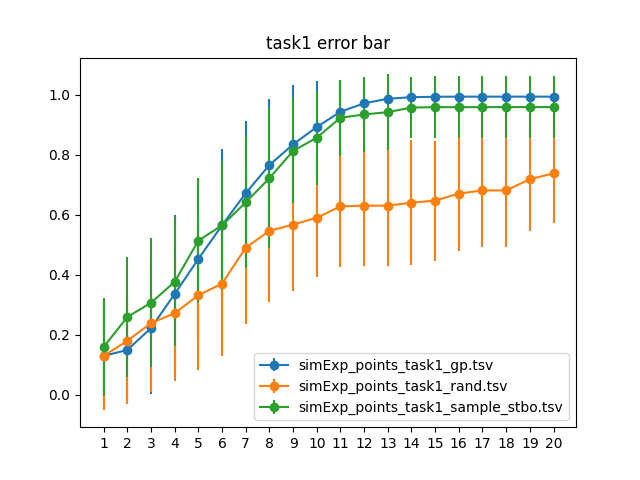 task1 error bar
1.0
0.8
0.6
0.4
0.2
0.0
simExp_points_task1_gp.tsv
simExp_points_task1_rand.tsv
simExp_points_task1_sample_stbo.tsv
1 2 3 4 5 6 7 8 9 10 11 12 13 14 15 16 17 18 19 20